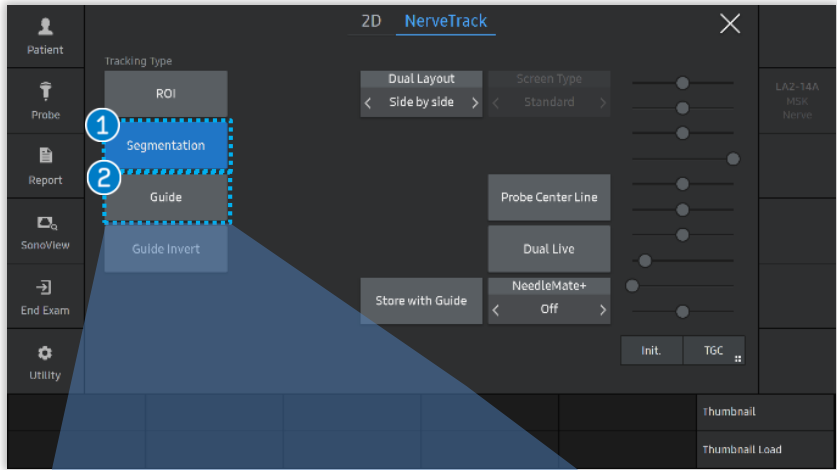 2D NerveTrack
Patient
Probe
Report
SonoView
End Exam
Utility
Tracking Type
ROI
1
Segmentation
2
Guide
Guide Invert
Dual Layout
< Side by side >
Screen Type
< Standard >
Probe Center Line
Dual Live
Store with Guide
NeedleMate+
< Off >
Init.
TGC
LA2-14A
MSK
Nerve
Thumbnail
Thumbnail Load